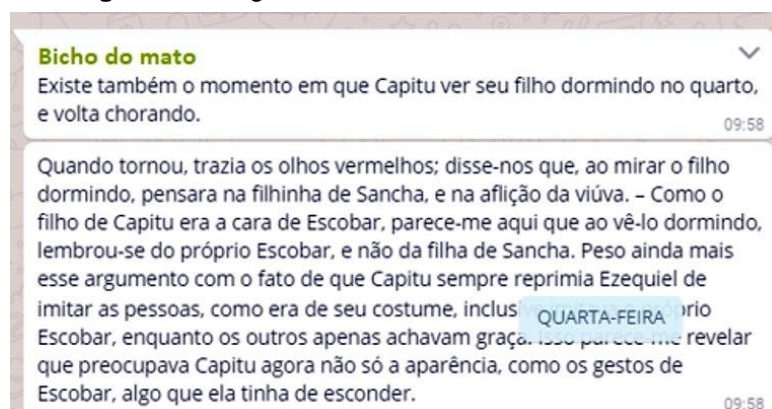 Bicho do mato
Existe também o momento em que Capitu ver seu filho dormindo no quarto,
e volta chorando.
09:58
Quando tornou, trazia os olhos vermelhos; disse-nos que, ao mirar o filho
dormindo, pensara na filhinha de Sancha, e na aflição da viúva. – Como o
filho de Capitu era a cara de Escobar, parece-me aqui que ao vê-lo dormindo,
lembrou-se do próprio Escobar, e não da filha de Sancha. Peso ainda mais
esse argumento com o fato de que Capitu sempre reprimia Ezequiel de
imitar as pessoas, como era de seu costume,
QUARTA-FEIRA
Escobar, enquanto os outros apenas achavam graça. revelar
que preocupava Capitu agora não só a aparência, como os gestos de
Escobar, algo que ela tinha de esconder.
09:58